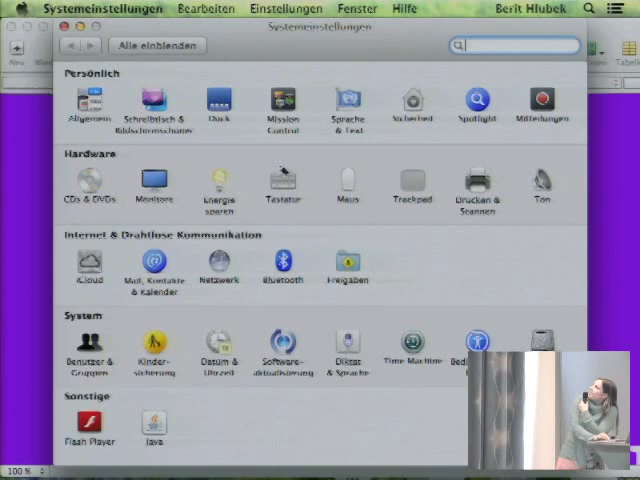 Systemeinstellungen Bearbeiten Einstellungen Fenster Hilfe Berit Hlubek
Systemeinstellungen
Neu
Alle einblenden
Persönlich
Allgemein
Schreibtisch &
Bildschirmschoner
Dock
Mission
Control
Sprache
& Text
Sicherheit
Spotlight
Mitteilungen
Hardware
CDs & DVDs
Monitore
Energie
sparen
Tastatur
Maus
Trackpad
Drucken &
Scannen
Ton
Internet & Drahtlose Kommunikation
iCloud
Mail, Kontakte
& Kalender
Netzwerk
Bluetooth
Freigaben
System
Benutzer &
Gruppen
Kinder-
sicherung
Datum &
Uhrzeit
Software-
aktualisierung
Diktat
& Sprache
Time Machine
Sonstige
Flash Player
Java
100 %